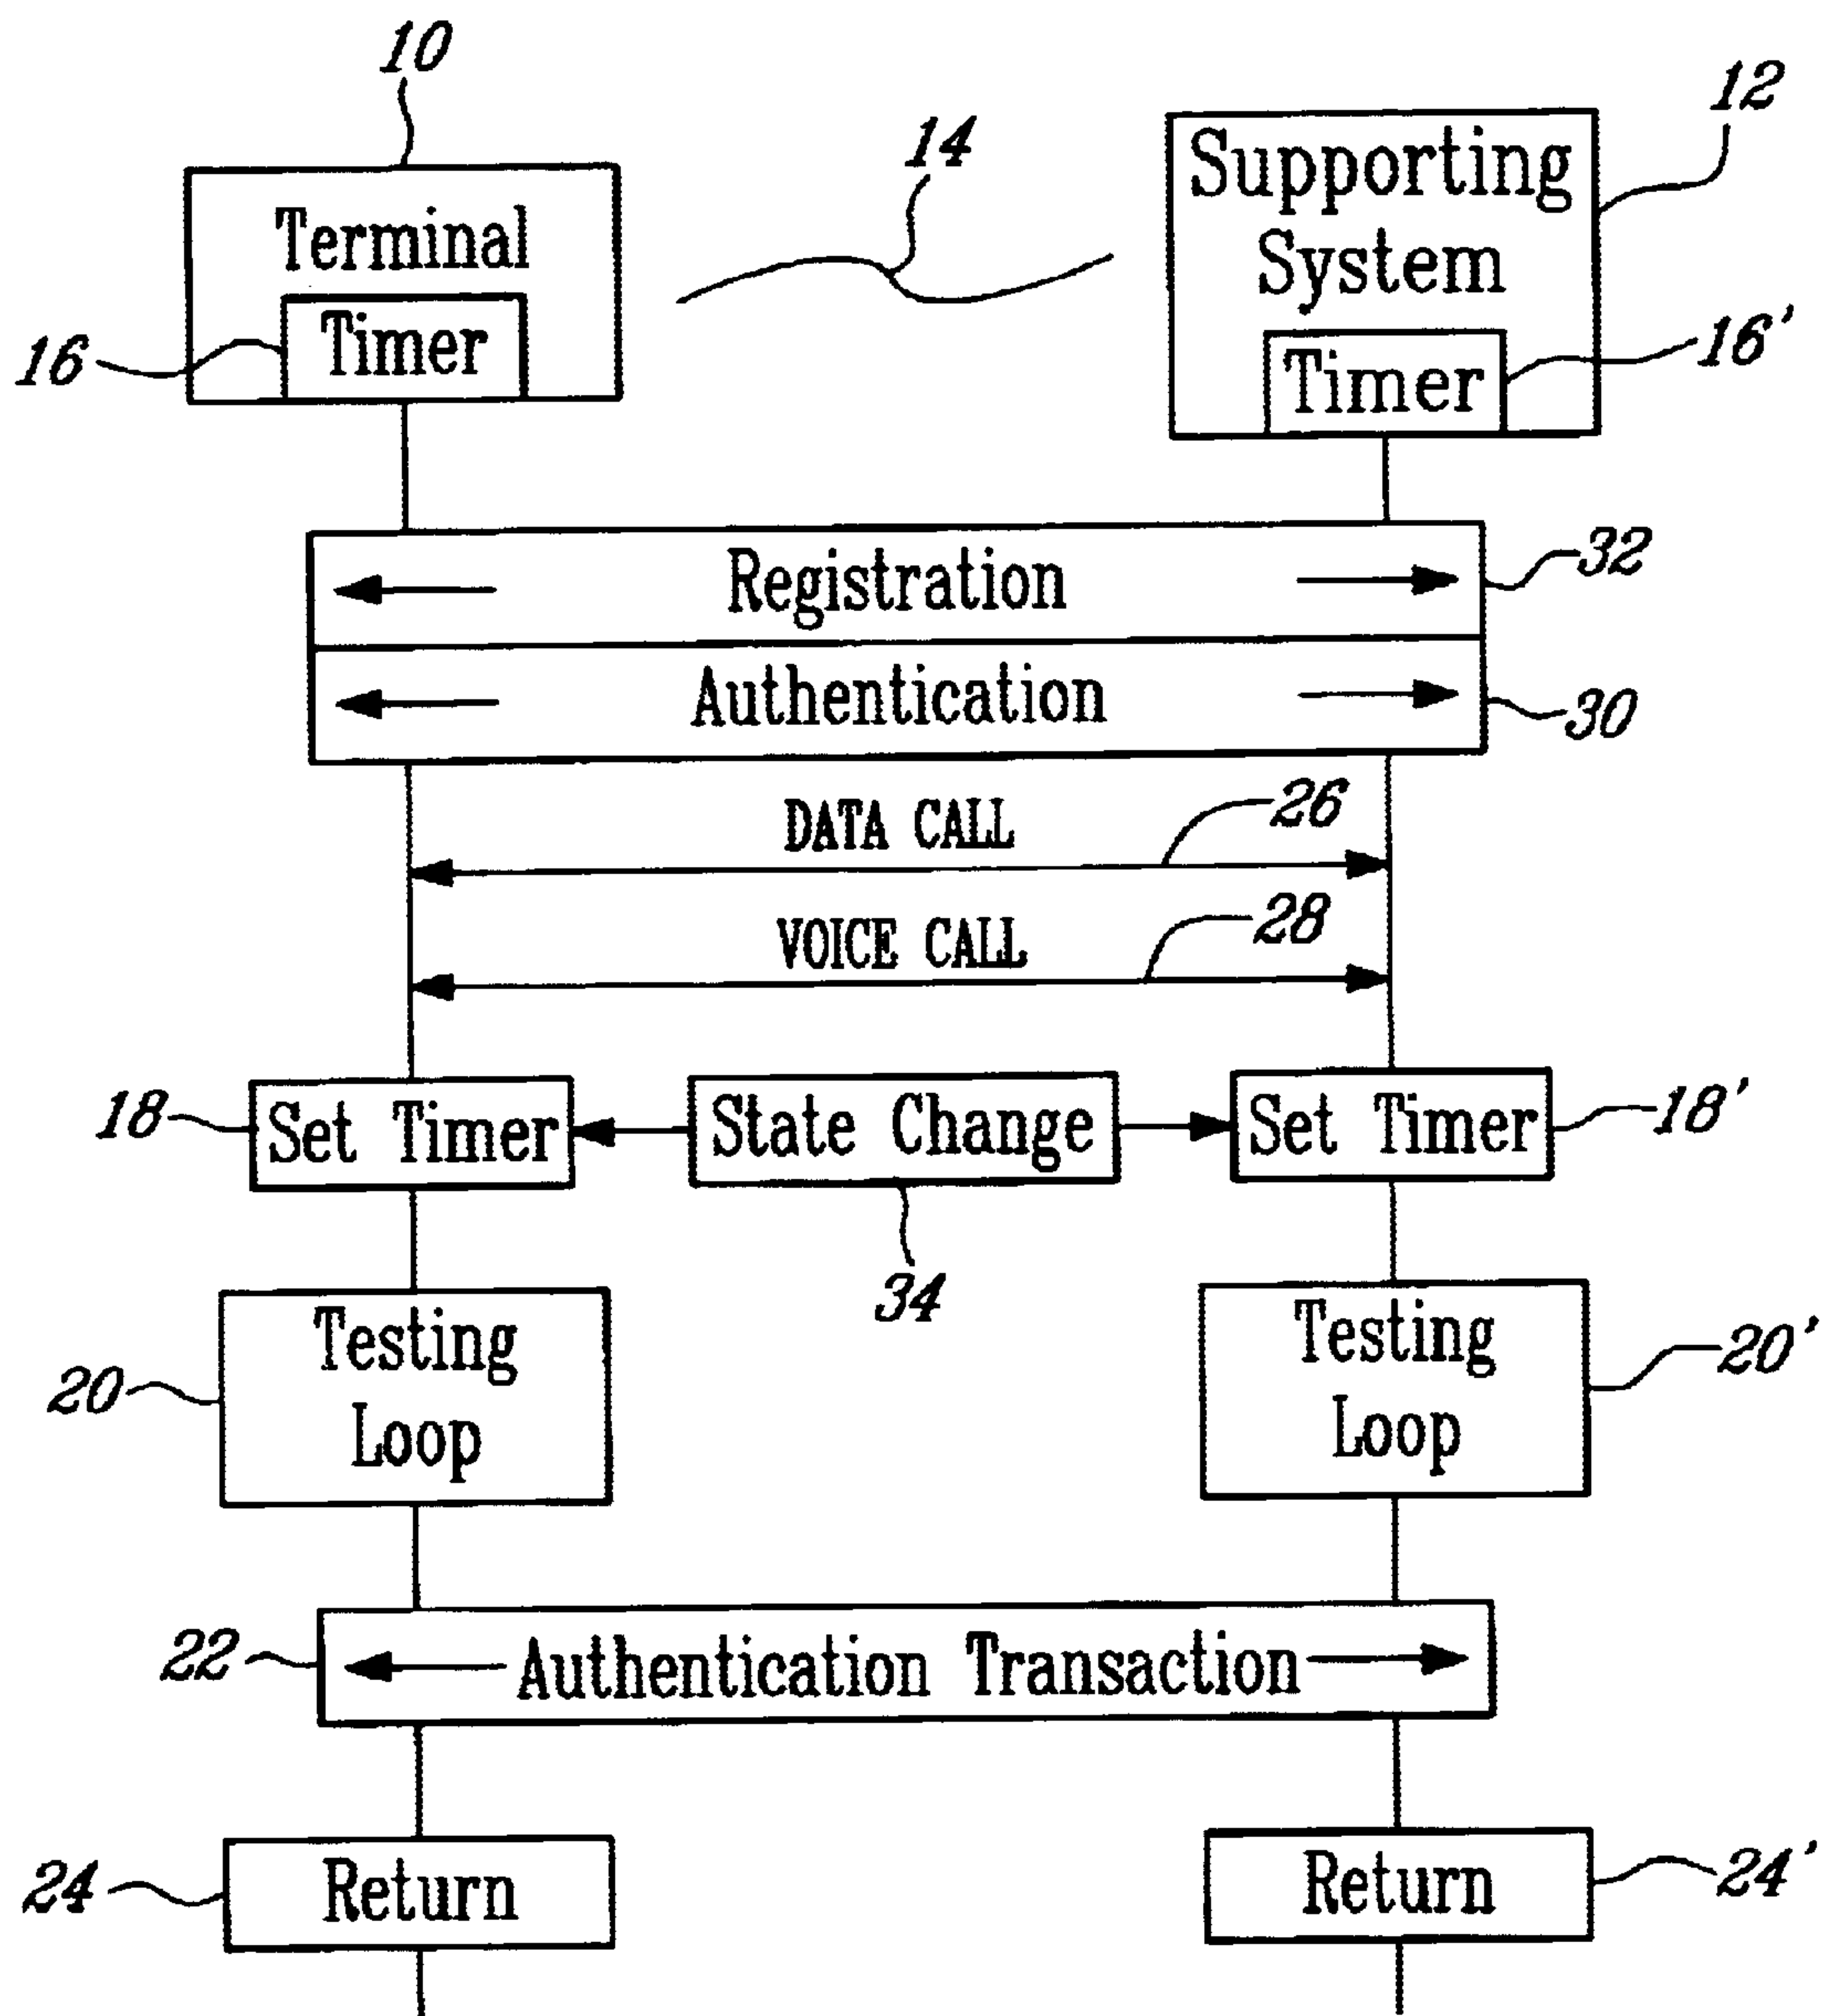 10
12
14
Supporting
System
Terminal
Timer
16
Timer
16'
Registration
32
Authentication
30
DATA CALL
26
VOICE CALL
28
18
Set Timer
State Change
Set Timer
18'
34
Testing
Loop
20
Testing
Loop
20'
22
Authentication Transaction
24
Return
Return
24'